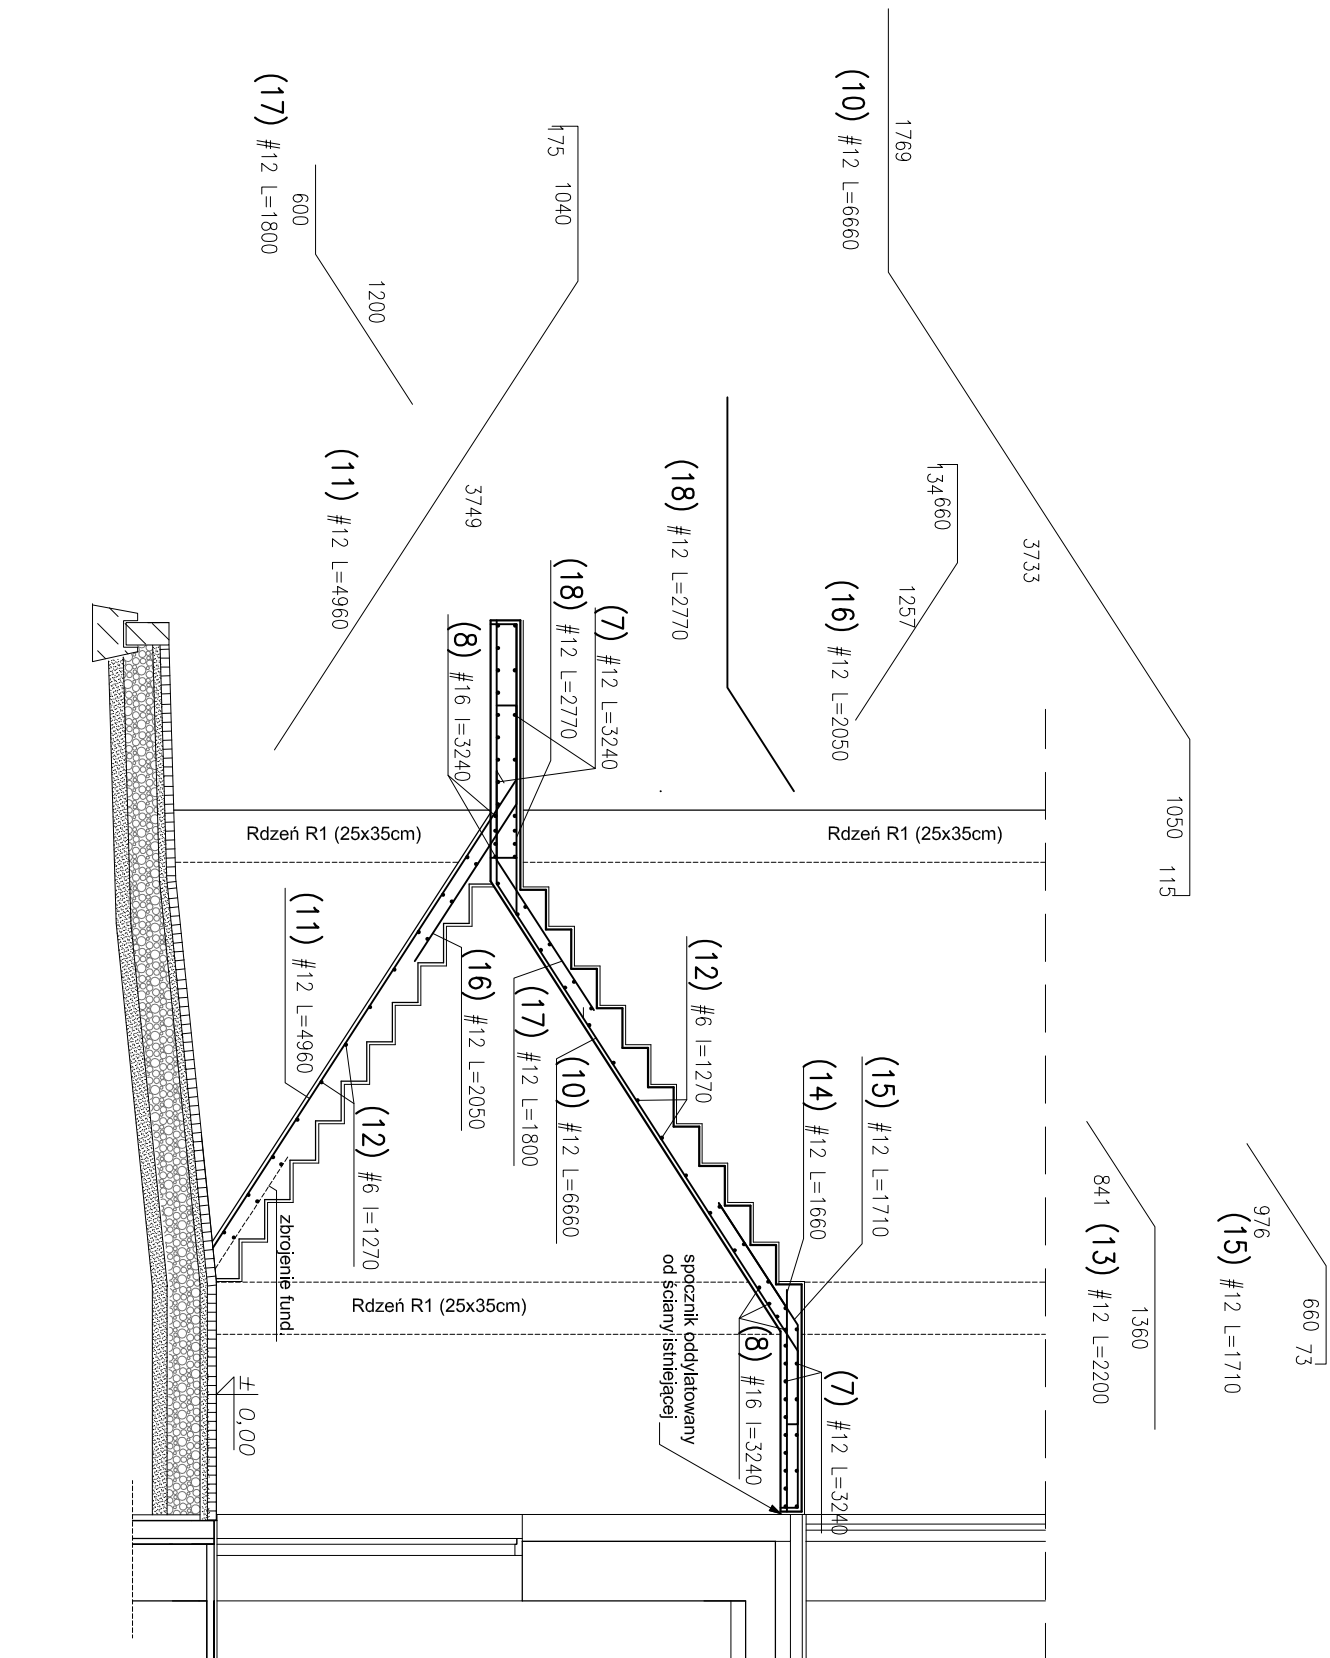 (17) #12 L=1800
600
1200
175
1040
3749
(11) #12 L=4960
(10) #12 L=6660
1769
3733
1050
115
(18) #12 L=2770
134
660
1257
(16) #12 L=2050
(7) #12 L=3240
(18) #12 L=2770
(8) #16 l=3240
Rdzeń R1 (25x35cm)
Rdzeń R1 (25x35cm)
(11) #12 L=4960
(16) #12 L=2050
(17) #12 L=1800
(10) #12 L=6660
(12) #6 l=1270
(12) #6 l=1270
(14) #12 L=1660
(15) #12 L=1710
zbrojenie fund.
Rdzeń R1 (25x35cm)
spocznik oddylatowany
od ściany istniejącej
(8) #16 l=3240
(7) #12 L=3240
± 0,00
841
1360
(13) #12 L=2200
976
660
73
(15) #12 L=1710